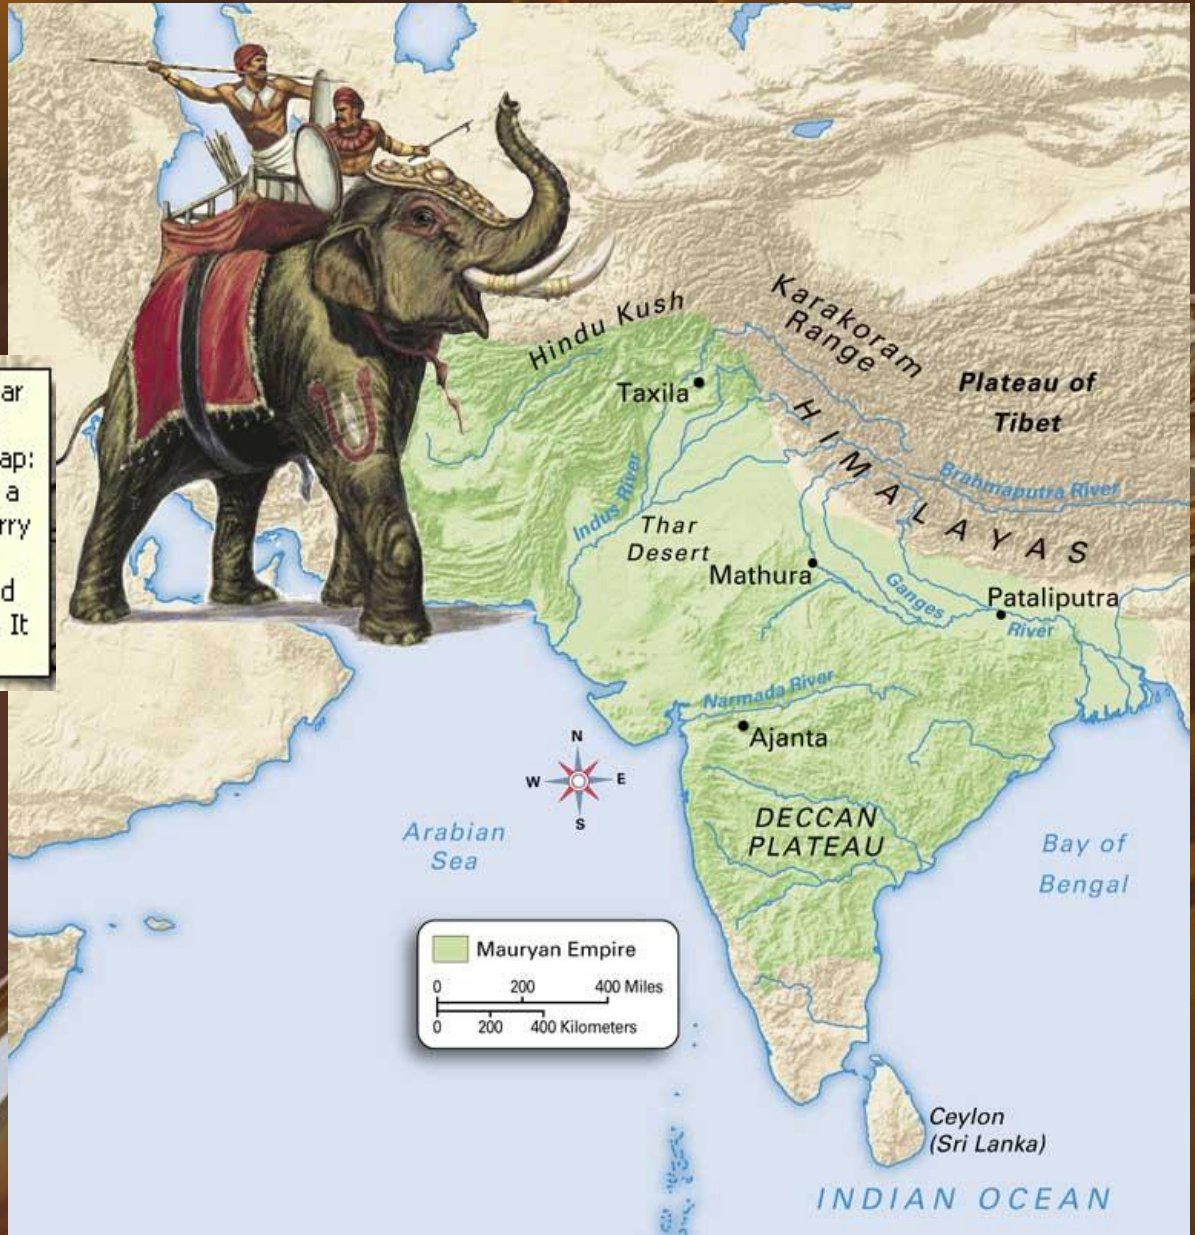 ar
ap:
a
rry
d
It
Hindu Kush
Karakoram
Range
Taxila
Plateau of
Tibet
HIMALAYAS
Brahmaputra River
Indus River
Thar
Desert
Mathura
Ganges
River
Pataliputra
Narmada River
Ajanta
N
W E
S
DECCAN
PLATEAU
Arabian
Sea
Bay of
Bengal
Mauryan Empire
0 200 400 Miles
0 200 400 Kilometers
Ceylon
(Sri Lanka)
INDIAN OCEAN